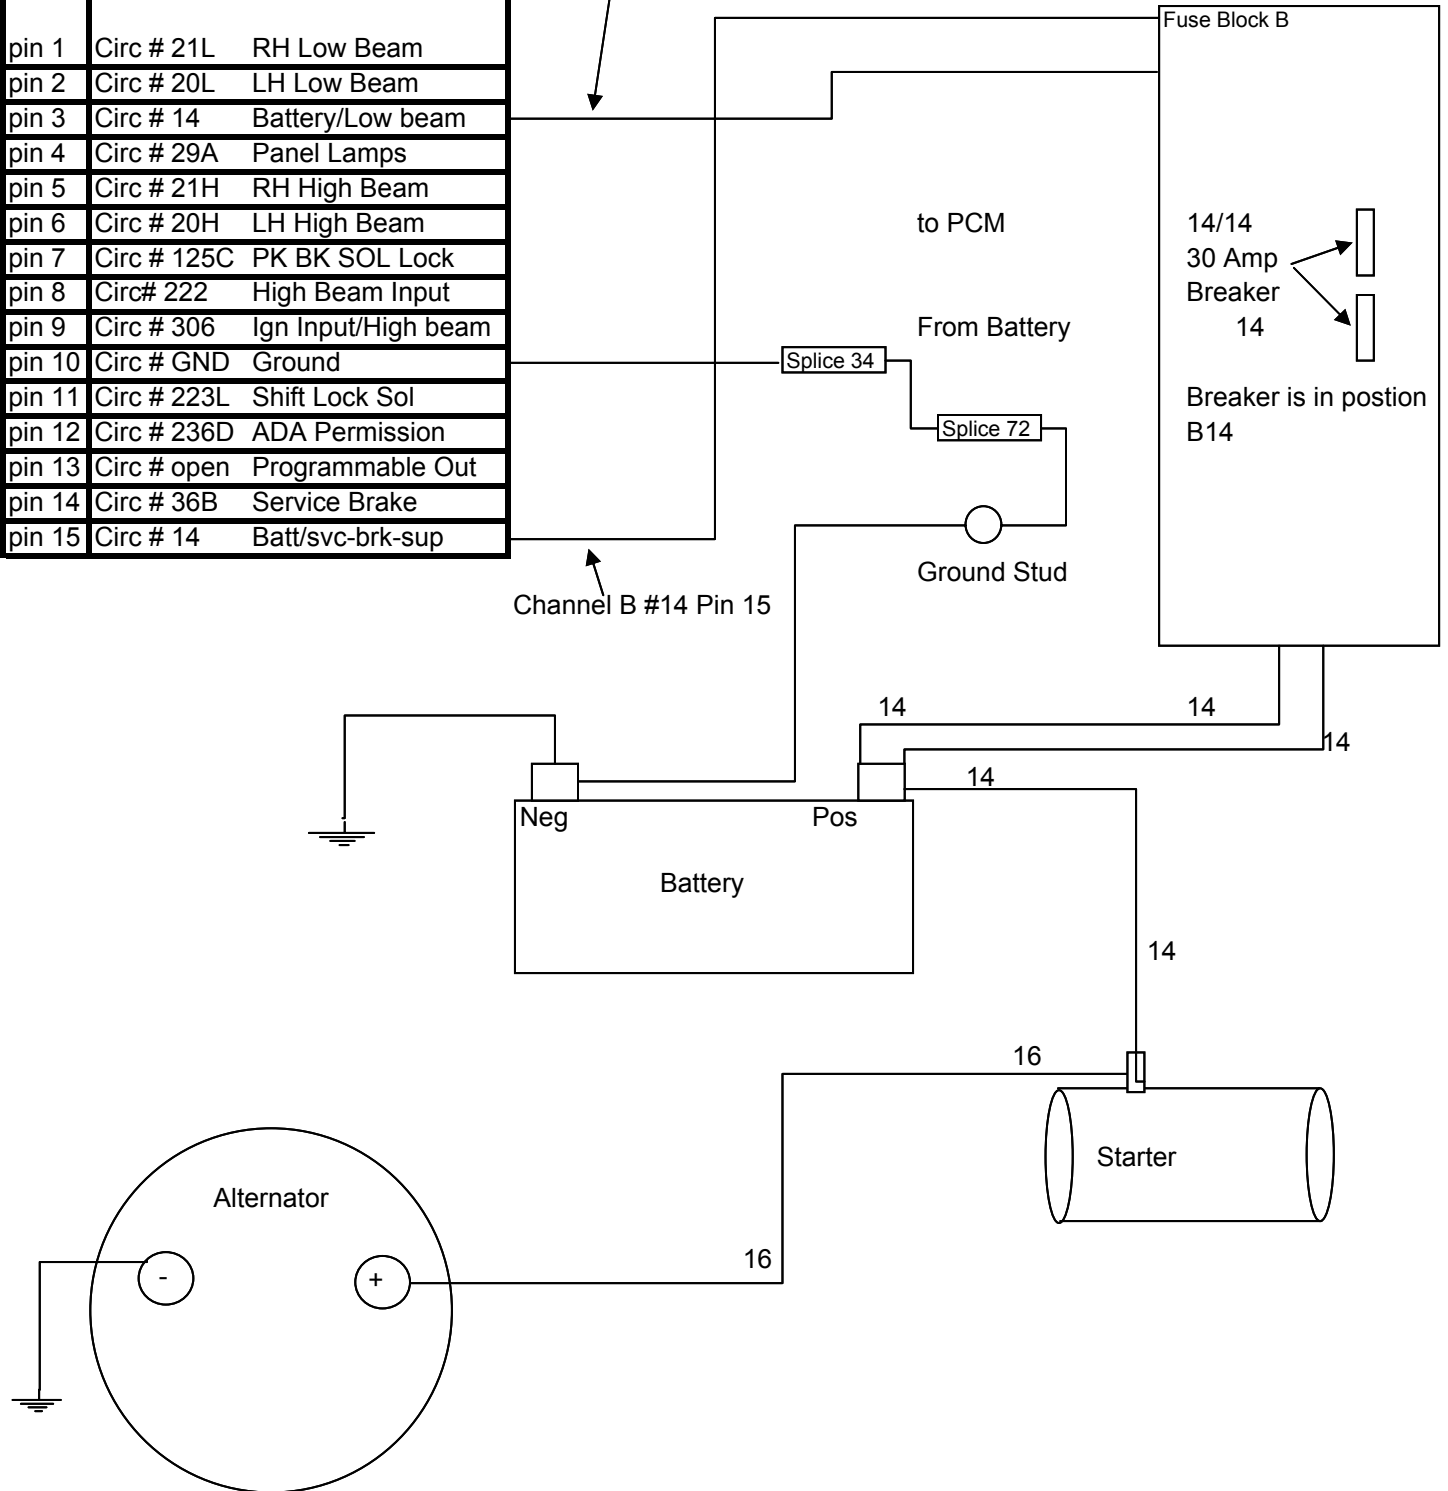 pin 1 Circ # 21L RH Low Beam
pin 2 Circ # 20L LH Low Beam
pin 3 Circ # 14 Battery/Low beam
pin 4 Circ # 29A Panel Lamps
pin 5 Circ # 21H RH High Beam
pin 6 Circ # 20H LH High Beam
pin 7 Circ # 125C PK BK SOL Lock
pin 8 Circ# 222 High Beam Input
pin 9 Circ # 306 Ign Input/High beam
pin 10 Circ # GND Ground
pin 11 Circ # 223L Shift Lock Sol
pin 12 Circ # 236D ADA Permission
pin 13 Circ # open Programmable Out
pin 14 Circ # 36B Service Brake
pin 15 Circ # 14 Batt/svc-brk-sup
Channel B #14 Pin 15
to PCM
From Battery
Splice 34
Splice 72
Ground Stud
Fuse Block B
14/14
30 Amp
Breaker
14
Breaker is in postion
B14
14
14
14
14
Neg
Pos
Battery
14
16
Starter
Alternator
-
+
16